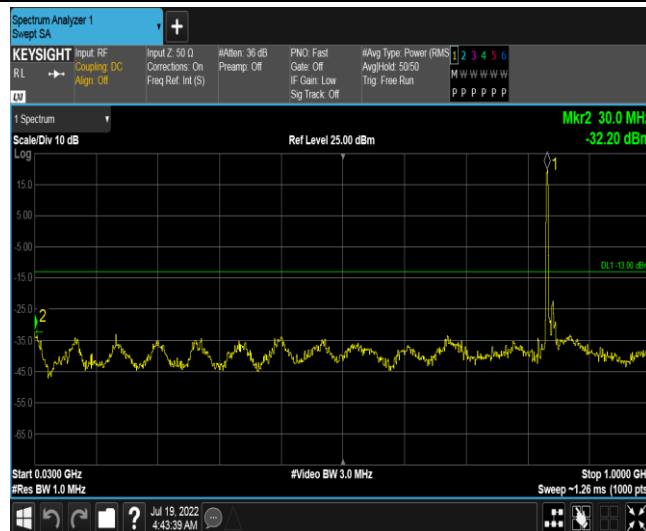 Spectrum Analyzer 1
Swept SA
+
KEYSIGHT Input: RF Input Z: 50 Ω #Atten: 36 dB PNO: Fast #Avg Type: Power (RMS 1 2 3 4 5 6
RL Coupling: DC Corrections: On Preamp: Off Gate: Off Avg|Hold: 50/50 M W W W W W
Align: Off Freq Ref: Int (S) IF Gain: Low Trig: Free Run
Sig Track: Off P P P P P P
LXI
1 Spectrum Mkr2 30.0 MHz
Scale/Div 10 dB Ref Level 25.00 dBm -32.20 dBm
Log
1
15.0
5.00
-5.00
DL1 -13.00 dBm
-15.0
-25.0
2
-35.0
-45.0
-55.0
-65.0
Start 0.0300 GHz #Video BW 3.0 MHz Stop 1.0000 GH
#Res BW 1.0 MHz Sweep ~1.26 ms (1000 pts
? Jul 19, 2022
4:43:39 AM